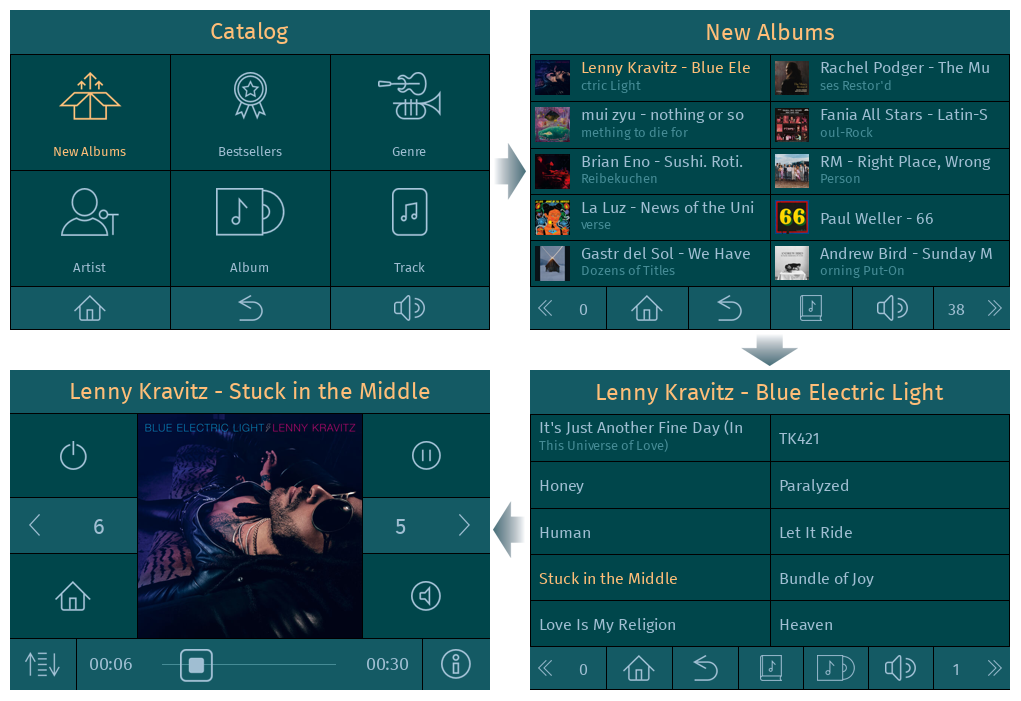 Catalog
New Albums
Bestsellers
Genre
Artist
Album
Track
New Albums
Lenny Kravitz - Blue Ele
ctric Light
Rachel Podger - The Mu
ses Restor'd
mui zyu - nothing or so
mething to die for
Fania All Stars - Latin-S
oul-Rock
Brian Eno - Sushi. Roti.
Reibekuchen
RM - Right Place, Wrong
Person
La Luz - News of the Uni
verse
66
Paul Weller - 66
Gastr del Sol - We Have
Dozens of Titles
Andrew Bird - Sunday M
orning Put-On
0
38
Lenny Kravitz - Stuck in the Middle
BLUE ELECTRIC LIGHT LENNY KRAVITZ
6
5
00:06
00:30
Lenny Kravitz - Blue Electric Light
It's Just Another Fine Day (In
This Universe of Love)
TK421
Honey
Paralyzed
Human
Let It Ride
Stuck in the Middle
Bundle of Joy
Love Is My Religion
Heaven
0
1